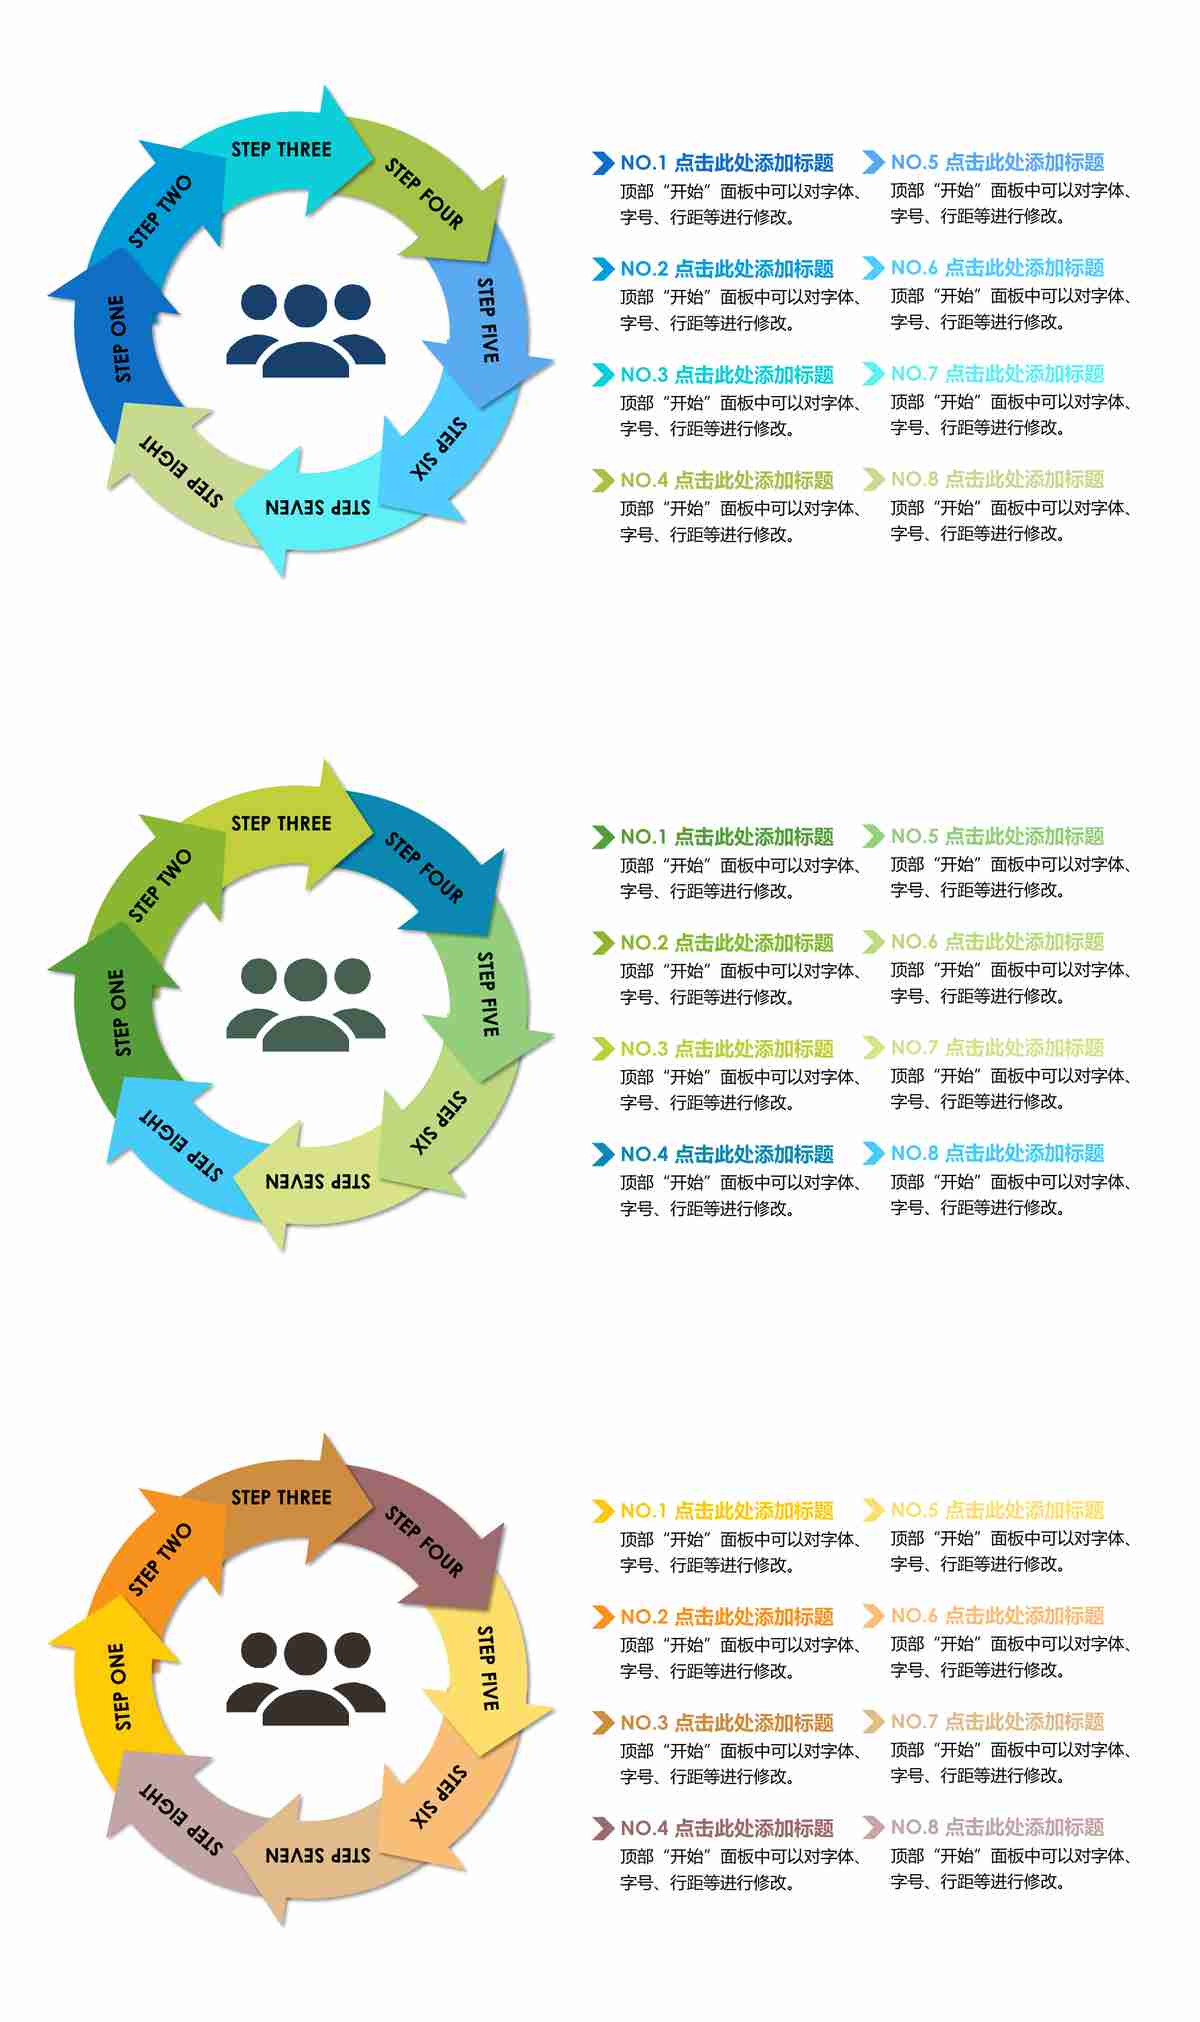 STEP ONE
STEP TWO
STEP THREE
STEP FOUR
STEP FIVE
STEP SIX
STEP SEVEN
STEP EIGHT
NO.1 点击此处添加标题
顶部“开始”面板中可以对字体、
字号、行距等进行修改。
NO.2 点击此处添加标题
顶部“开始”面板中可以对字体、
字号、行距等进行修改。
NO.3 点击此处添加标题
顶部“开始”面板中可以对字体、
字号、行距等进行修改。
NO.4 点击此处添加标题
顶部“开始”面板中可以对字体、
字号、行距等进行修改。
NO.5 点击此处添加标题
顶部“开始”面板中可以对字体、
字号、行距等进行修改。
NO.6 点击此处添加标题
顶部“开始”面板中可以对字体、
字号、行距等进行修改。
NO.7 点击此处添加标题
顶部“开始”面板中可以对字体、
字号、行距等进行修改。
NO.8 点击此处添加标题
顶部“开始”面板中可以对字体、
字号、行距等进行修改。
STEP ONE
STEP TWO
STEP THREE
STEP FOUR
STEP FIVE
STEP SIX
STEP SEVEN
STEP EIGHT
NO.1 点击此处添加标题
顶部“开始”面板中可以对字体、
字号、行距等进行修改。
NO.2 点击此处添加标题
顶部“开始”面板中可以对字体、
字号、行距等进行修改。
NO.3 点击此处添加标题
顶部“开始”面板中可以对字体、
字号、行距等进行修改。
NO.4 点击此处添加标题
顶部“开始”面板中可以对字体、
字号、行距等进行修改。
NO.5 点击此处添加标题
顶部“开始”面板中可以对字体、
字号、行距等进行修改。
NO.6 点击此处添加标题
顶部“开始”面板中可以对字体、
字号、行距等进行修改。
NO.7 点击此处添加标题
顶部“开始”面板中可以对字体、
字号、行距等进行修改。
NO.8 点击此处添加标题
顶部“开始”面板中可以对字体、
字号、行距等进行修改。
STEP ONE
STEP TWO
STEP THREE
STEP FOUR
STEP FIVE
STEP SIX
STEP SEVEN
STEP EIGHT
NO.1 点击此处添加标题
顶部“开始”面板中可以对字体、
字号、行距等进行修改。
NO.2 点击此处添加标题
顶部“开始”面板中可以对字体、
字号、行距等进行修改。
NO.3 点击此处添加标题
顶部“开始”面板中可以对字体、
字号、行距等进行修改。
NO.4 点击此处添加标题
顶部“开始”面板中可以对字体、
字号、行距等进行修改。
NO.5 点击此处添加标题
顶部“开始”面板中可以对字体、
字号、行距等进行修改。
NO.6 点击此处添加标题
顶部“开始”面板中可以对字体、
字号、行距等进行修改。
NO.7 点击此处添加标题
顶部“开始”面板中可以对字体、
字号、行距等进行修改。
NO.8 点击此处添加标题
顶部“开始”面板中可以对字体、
字号、行距等进行修改。